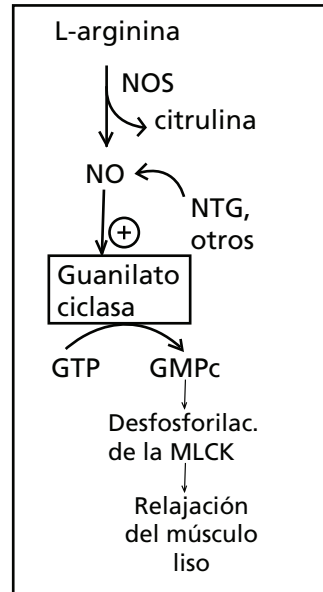 L-arginina
NOS
citrulina
NO
NTG,
otros
+
Guanilato
ciclasa
GTP
GMPc
Desfosforilac.
de la MLCK
Relajación
del músculo
liso